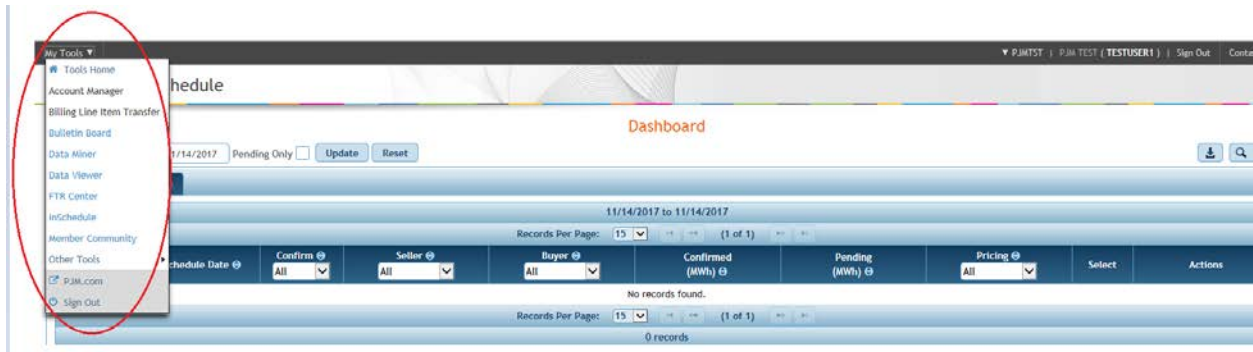 My Tools ▼
▼ PJMTST | PJM TEST ( TESTUSER1 ) | Sign Out Conta
Tools Home
hedule
Account Manager
Billing Line Item Transfer
Dashboard
Bulletin Board
Data Miner
1/14/2017 Pending Only Update Reset
Data Viewer
FTR Center
InSchedule
11/14/2017 to 11/14/2017
Member Community
Records Per Page: 15 (1 of 1)
Other Tools
chedule Date Confirm Seller Buyer Confirmed Pending Pricing Select Actions
All All All (MWh) (MWh) All
PJM.com
Sign Out
No records found.
Records Per Page: 15 (1 of 1)
0 records